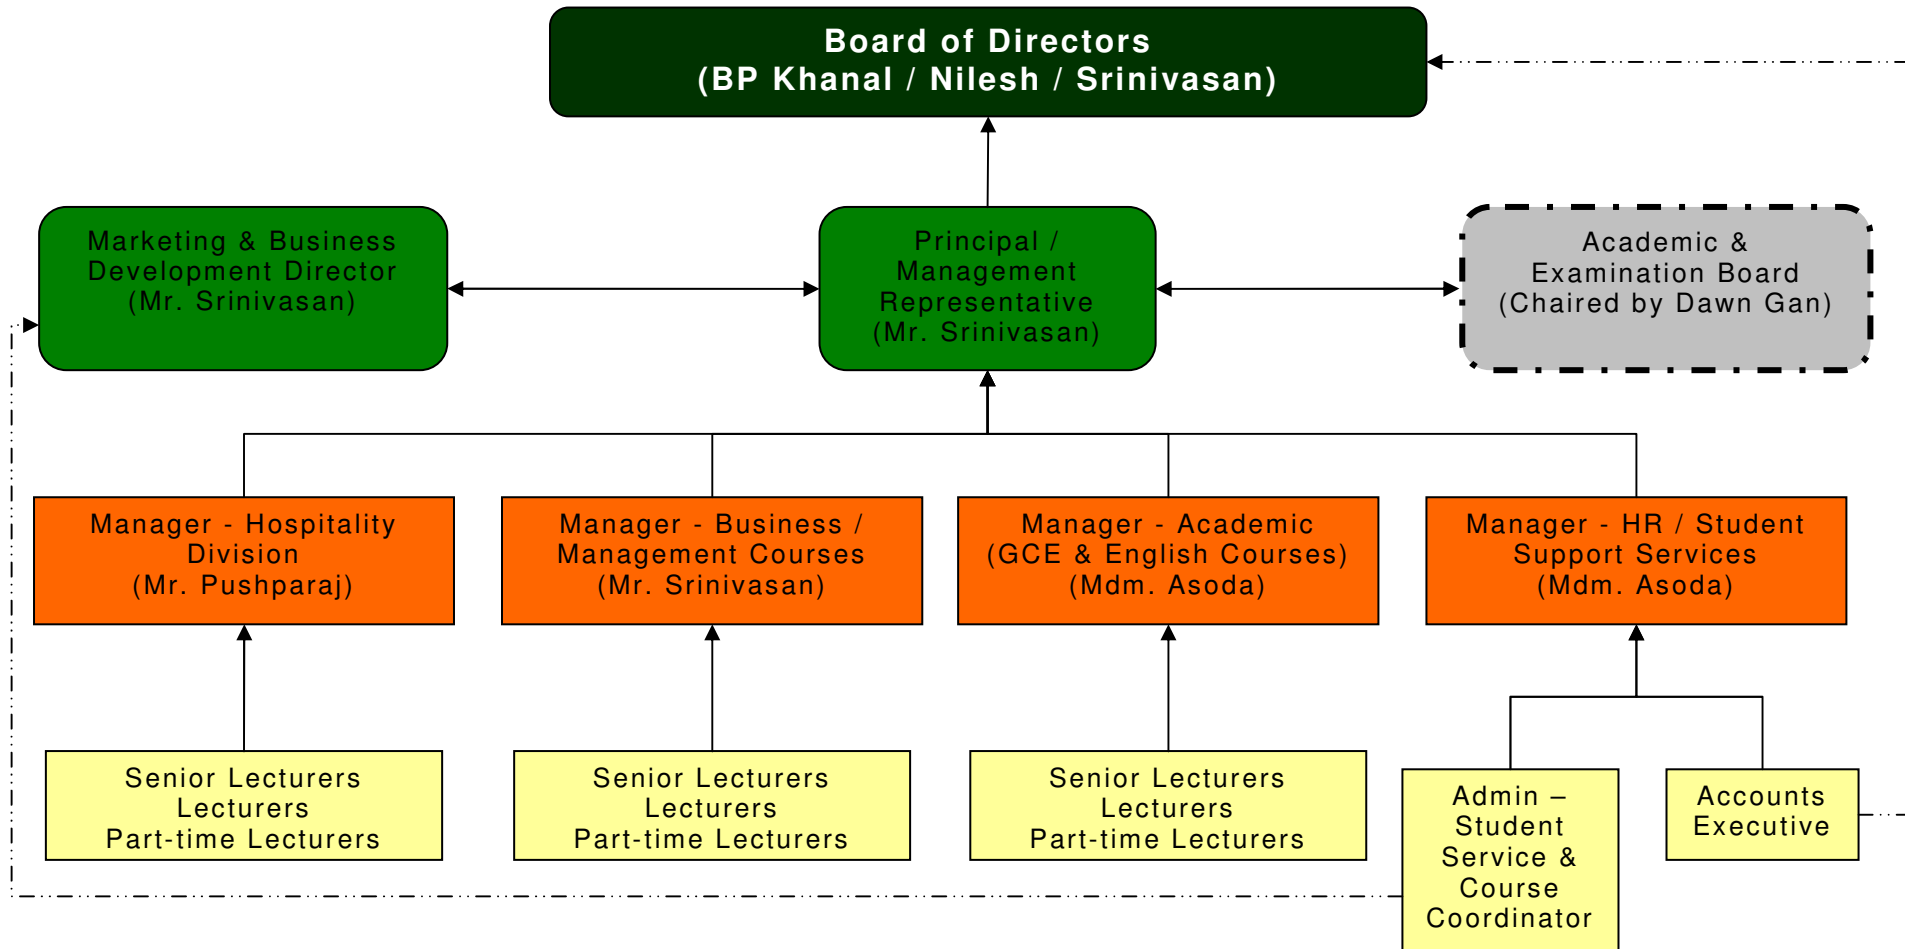 Board of Directors
(BP Khanal / Nilesh / Srinivasan)
Marketing & Business
Development Director
(Mr. Srinivasan)
Principal /
Management
Representative
(Mr. Srinivasan)
Academic &
Examination Board
(Chaired by Dawn Gan)
Manager - Hospitality
Division
(Mr. Pushparaj)
Manager - Business /
Management Courses
(Mr. Srinivasan)
Manager - Academic
(GCE & English Courses)
(Mdm. Asoda)
Manager - HR / Student
Support Services
(Mdm. Asoda)
Senior Lecturers
Lecturers
Part-time Lecturers
Senior Lecturers
Lecturers
Part-time Lecturers
Senior Lecturers
Lecturers
Part-time Lecturers
Admin –
Student
Service &
Course
Coordinator
Accounts
Executive